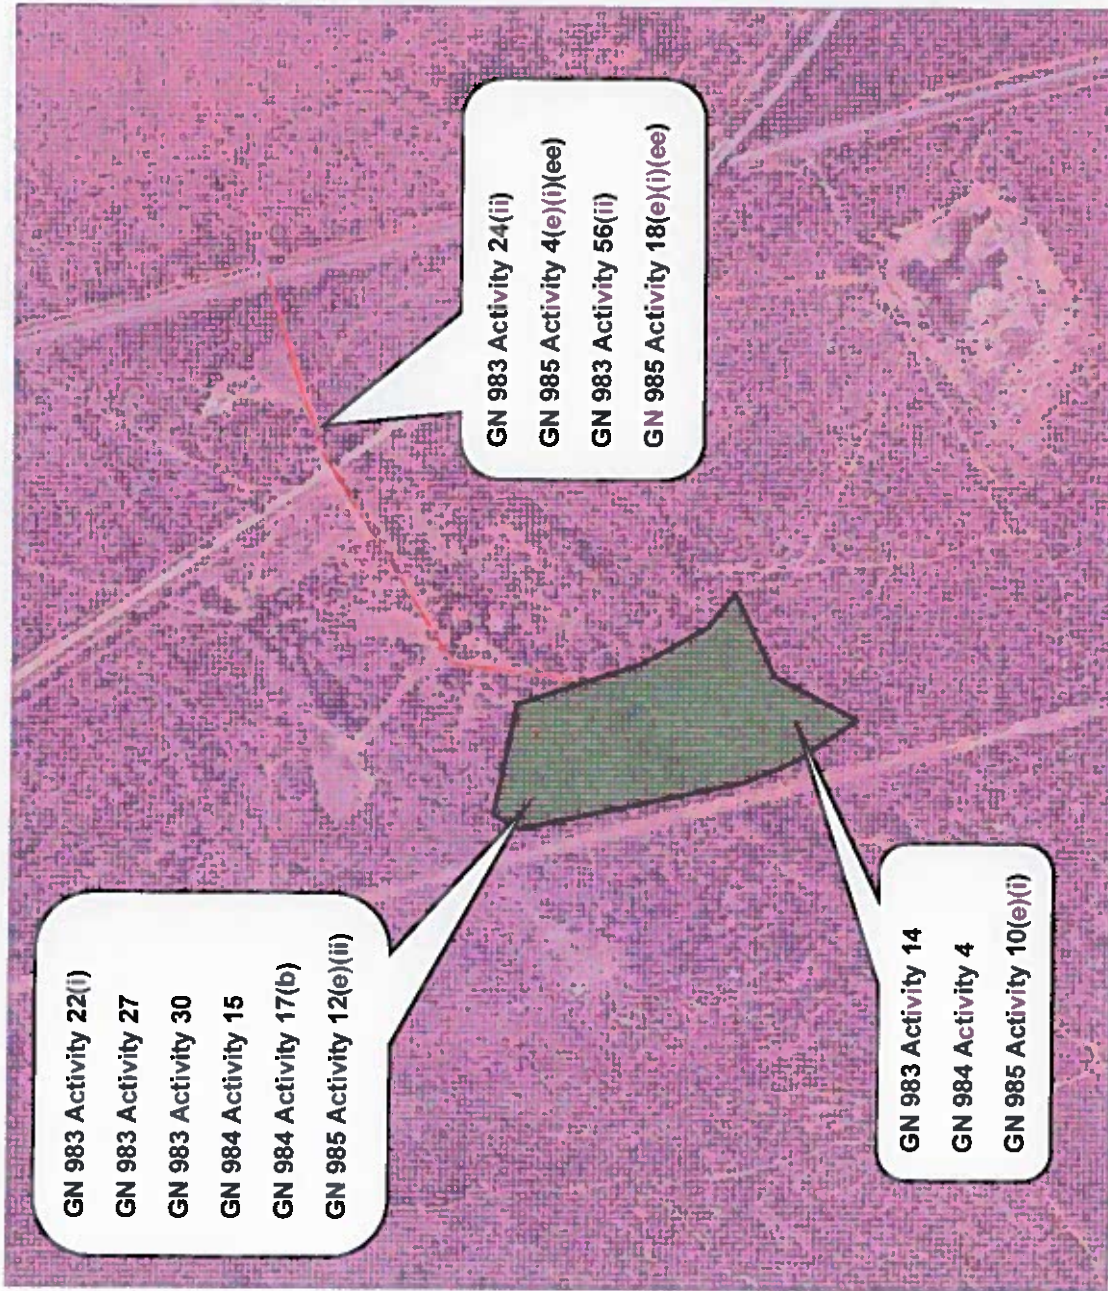 GN 983 Activity 22(i)
GN 983 Activity 27
GN 983 Activity 30
GN 984 Activity 15
GN 984 Activity 17(b)
GN 985 Activity 12(e)(ii)
GN 983 Activity 14
GN 984 Activity 4
GN 985 Activity 10(e)(i)
GN 983 Activity 24(ii)
GN 985 Activity 4(e)(i)(ee)
GN 983 Activity 56(ii)
GN 985 Activity 18(e)(i)(ee)